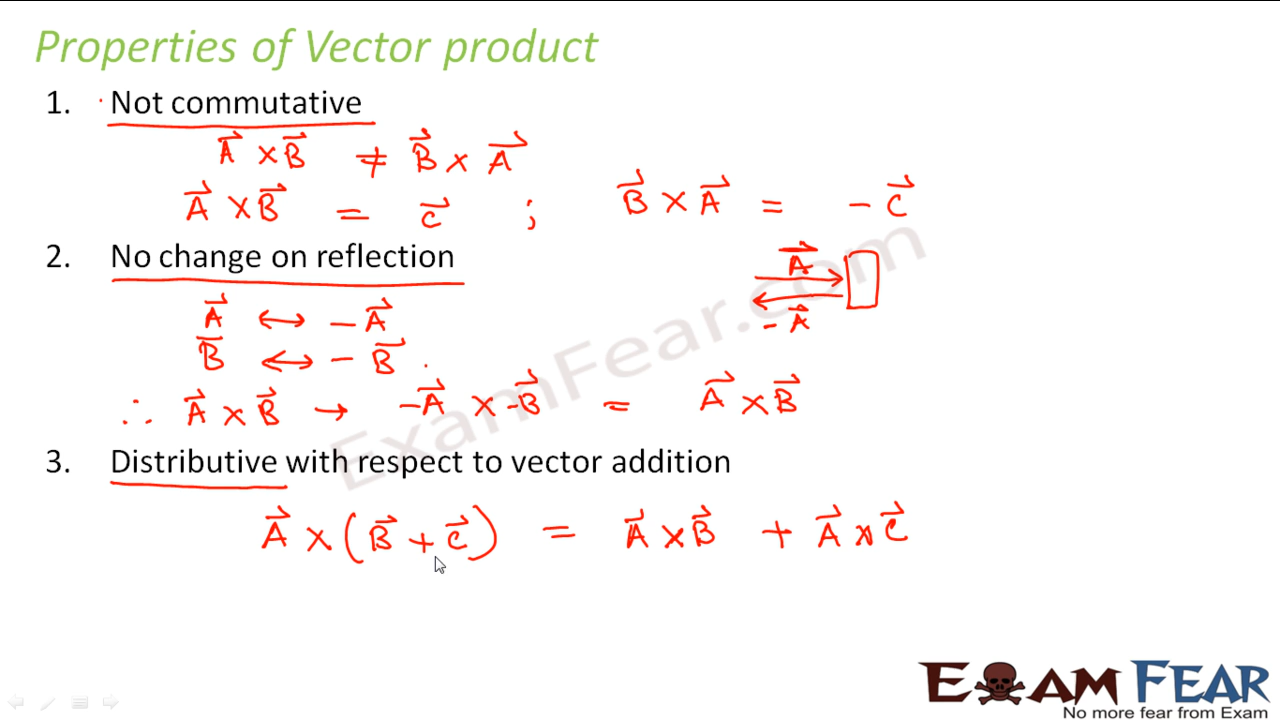 Properties of Vector product
1. Not commutative
A⃗ × B⃗ ≠ B⃗ × A⃗
A⃗ × B⃗ = C⃗ ; B⃗ × A⃗ = - C⃗
2. No change on reflection
A⃗
- A⃗
A⃗ ↔ - A⃗
B̅ ↔ - B⃗
∴ A⃗ × B⃗ → -A⃗ × -B⃗ = A⃗ × B⃗
3. Distributive with respect to vector addition
A⃗ × (B⃗ + C⃗) = A⃗ × B⃗ + A⃗ × C⃗
ExamFear.com
EXAM FEAR
No more fear from Exam